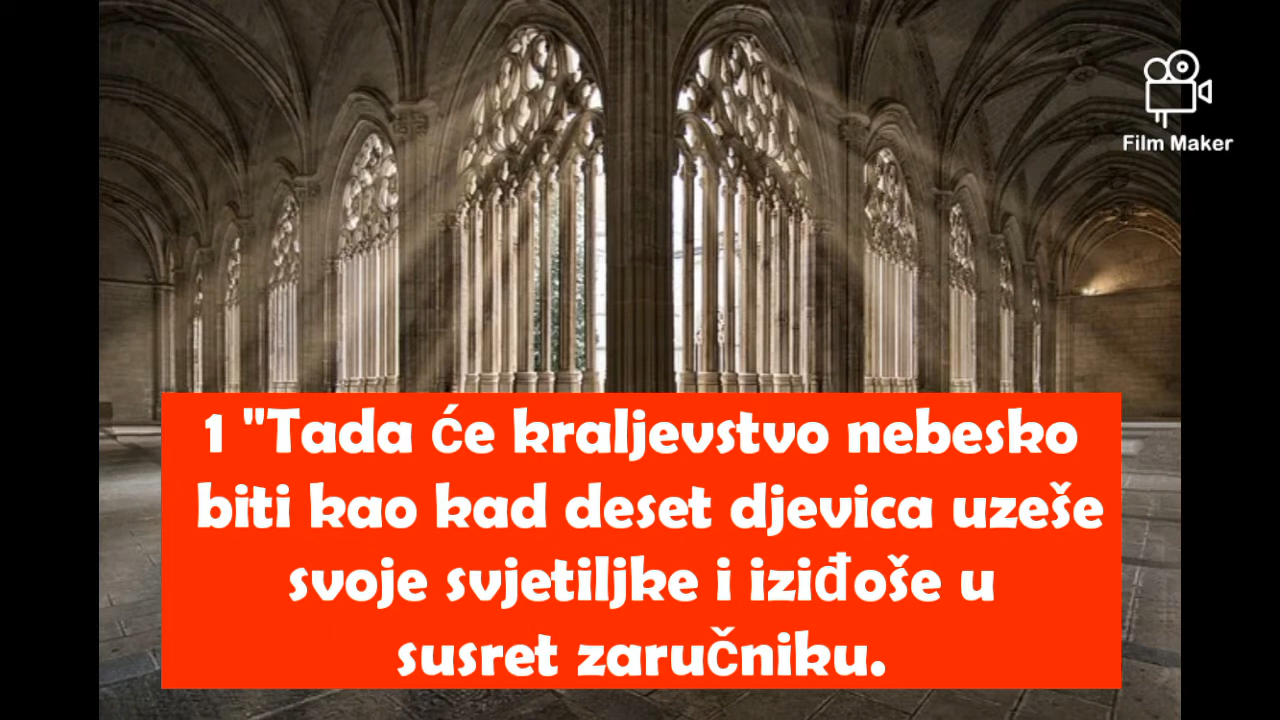 Film Maker
1 "Tada će kraljevstvo nebesko
biti kao kad deset djevica uzeše
svoje svjetiljke i iziđoše u
susret zaručniku.